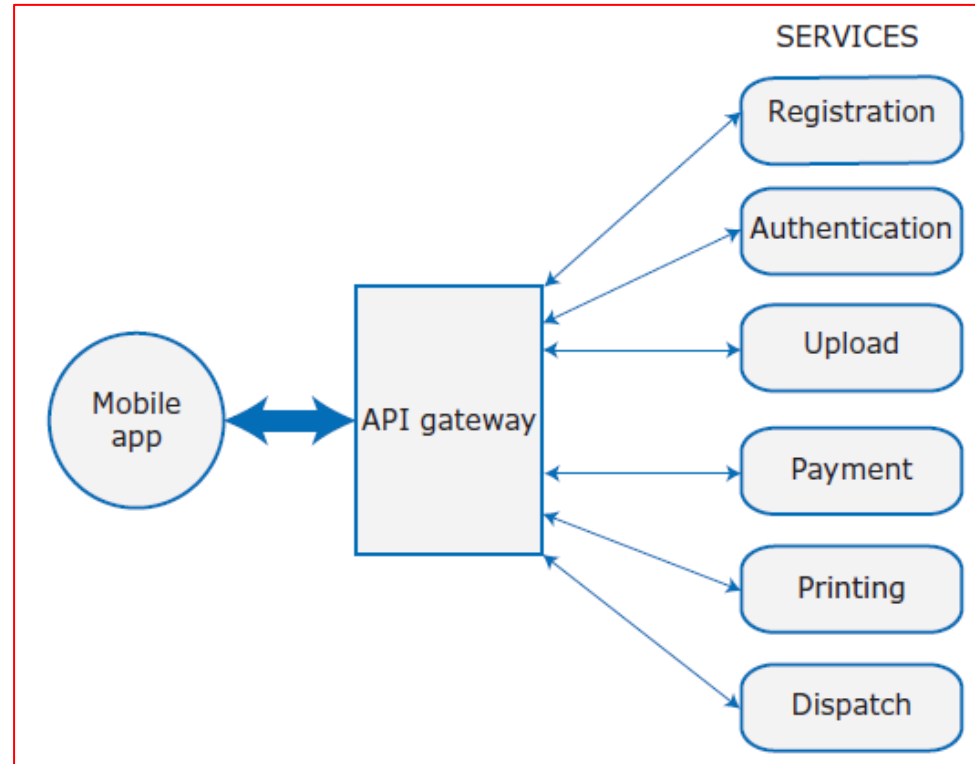 SERVICES
Registration
Authentication
Upload
Mobile
app
API gateway
Payment
Printing
Dispatch